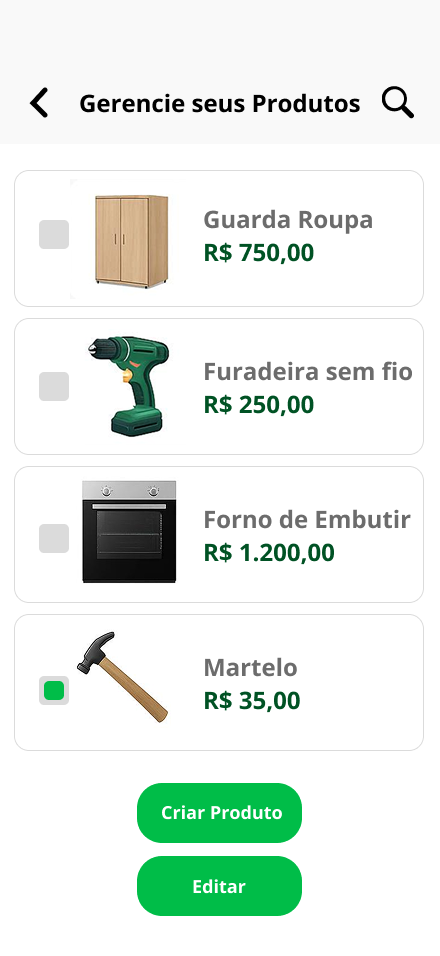 Gerencie seus Produtos
Guarda Roupa
R$ 750,00
Furadeira sem fio
R$ 250,00
Forno de Embutir
R$ 1.200,00
Martelo
R$ 35,00
Criar Produto
Editar